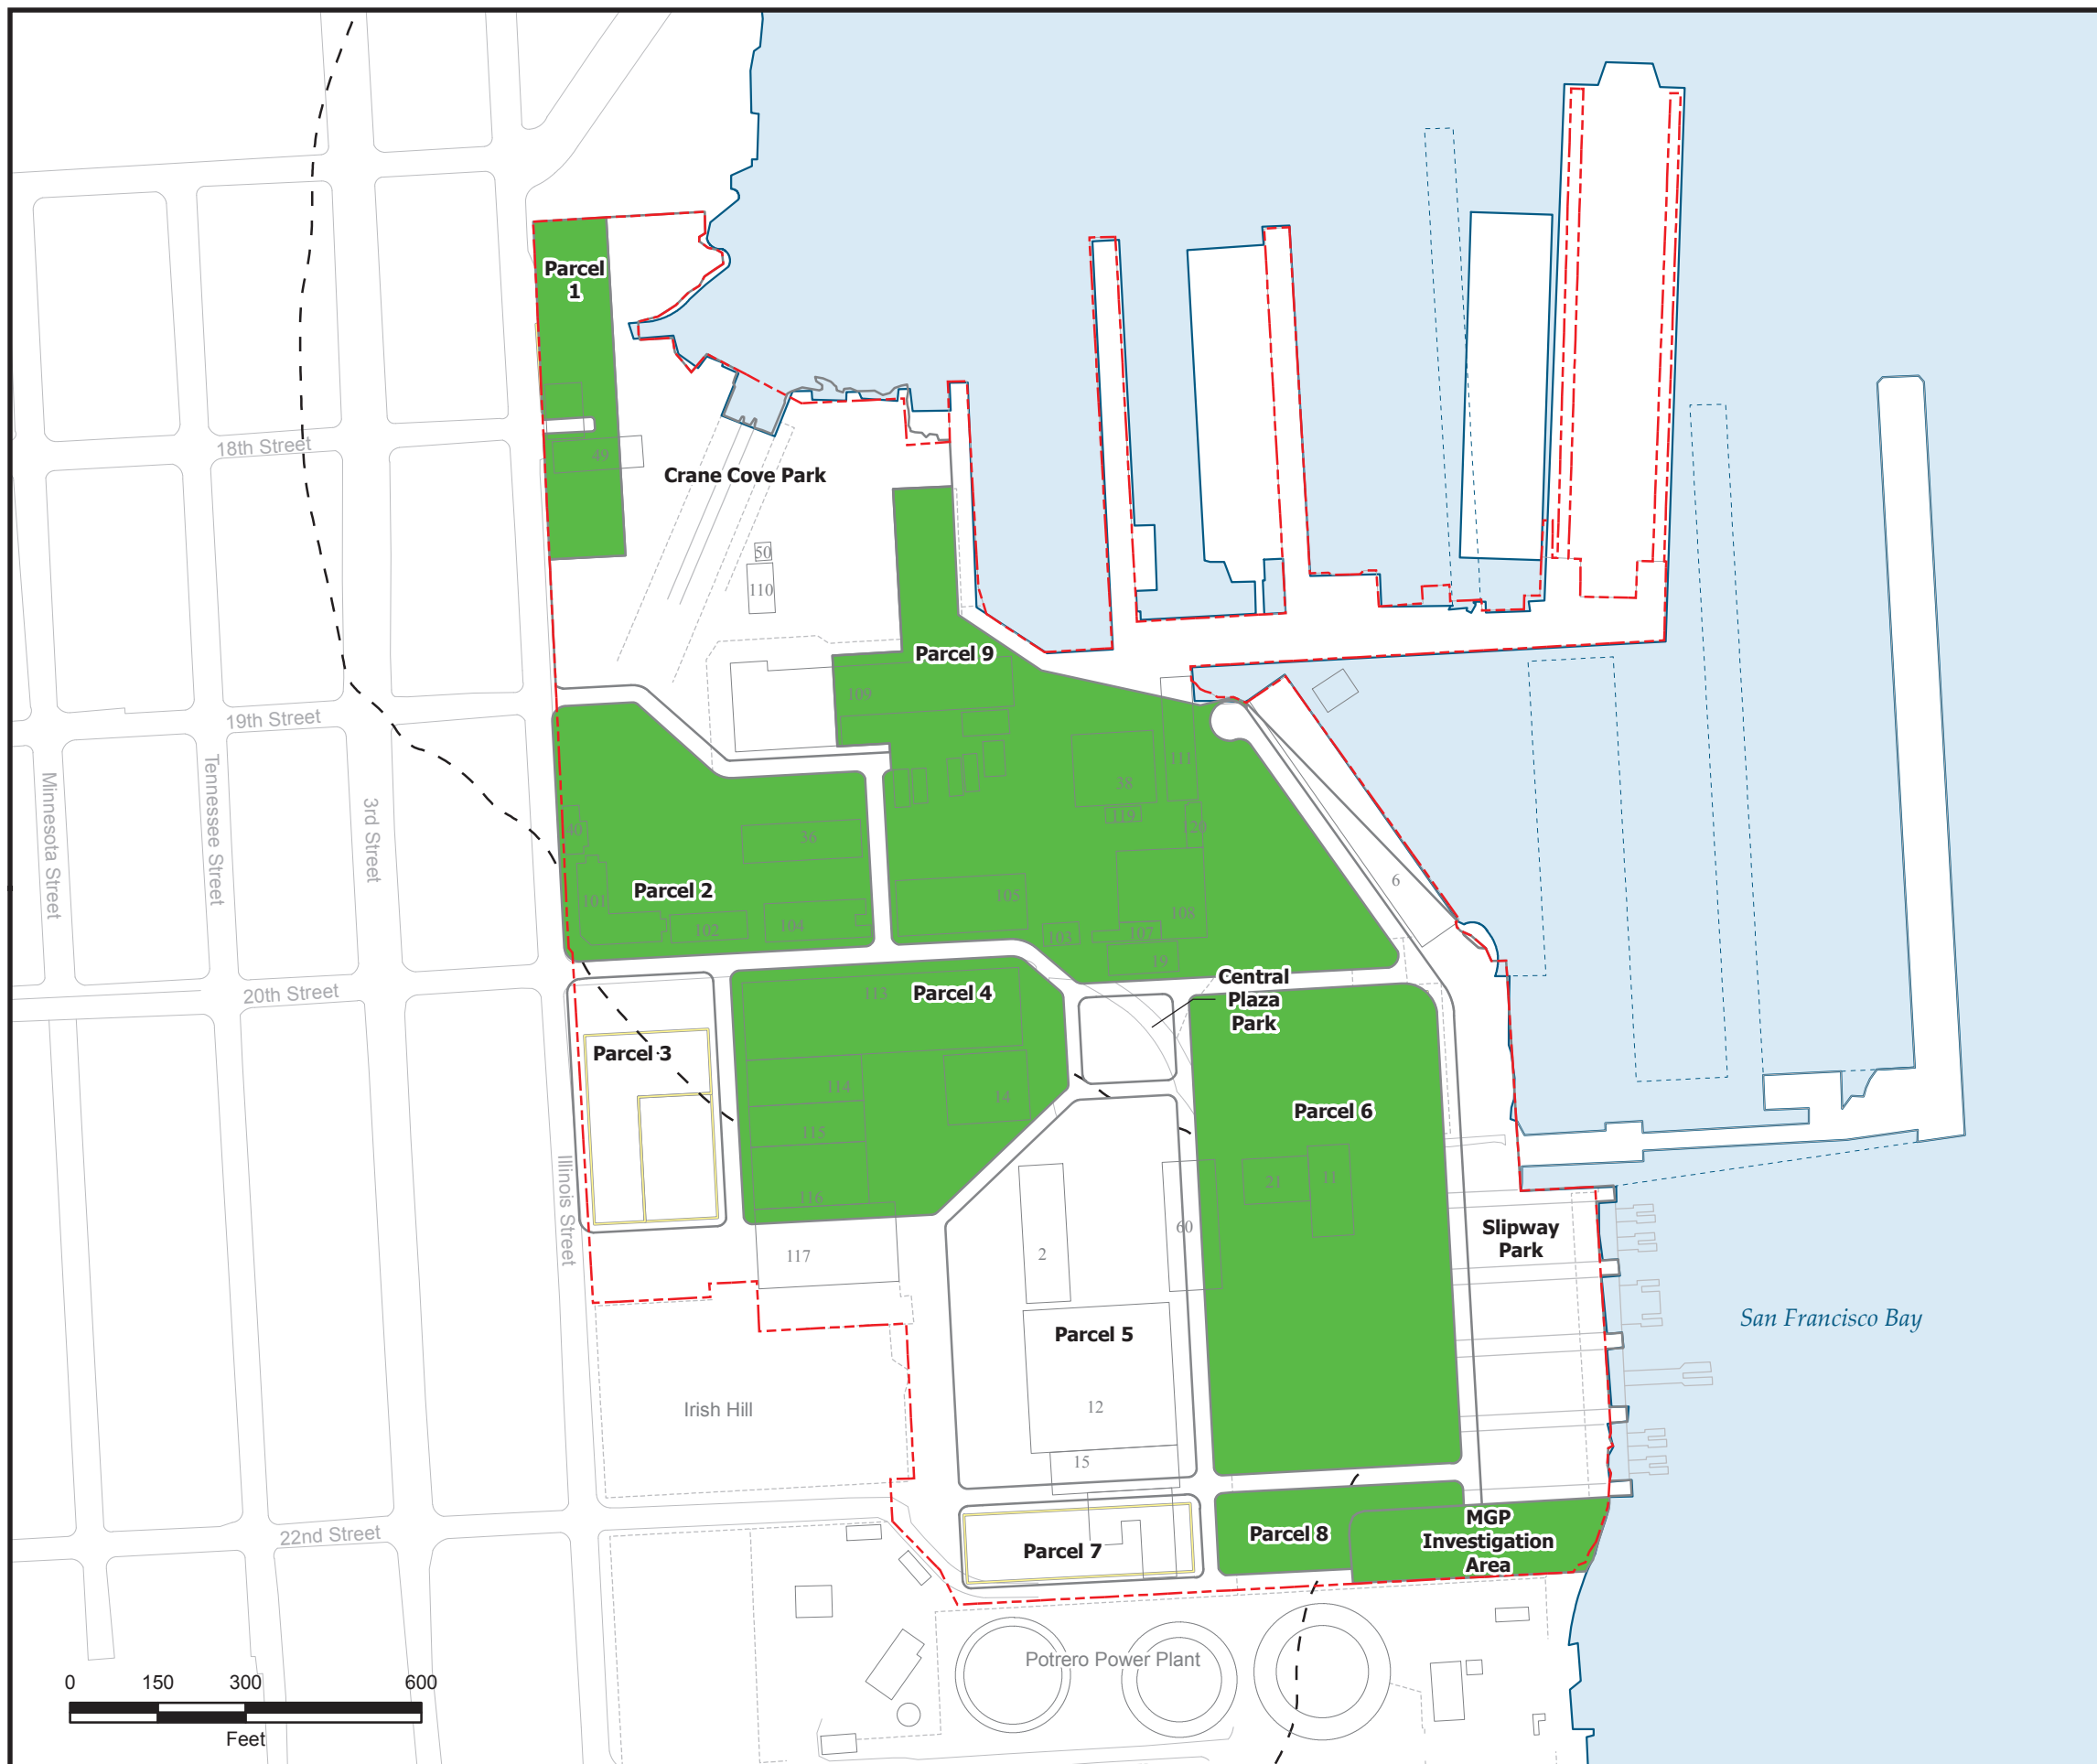 Parcel
1
18th Street
49
Crane Cove Park
50
110
Parcel 9
109
19th Street
Minnesota Street
Tennessee Street
3rd Street
38
111
119
120
40
36
6
Parcel 2
101
105
102
104
108
103
107
19
20th Street
Central
Plaza
Park
113
Parcel 4
Parcel 3
114
14
Parcel 6
115
21
11
116
Illinois Street
117
2
60
Slipway
Park
San Francisco Bay
Parcel 5
Irish Hill
12
15
22nd Street
Parcel 7
Parcel 8
MGP
Investigation
Area
Potrero Power Plant
0
150
300
600
Feet